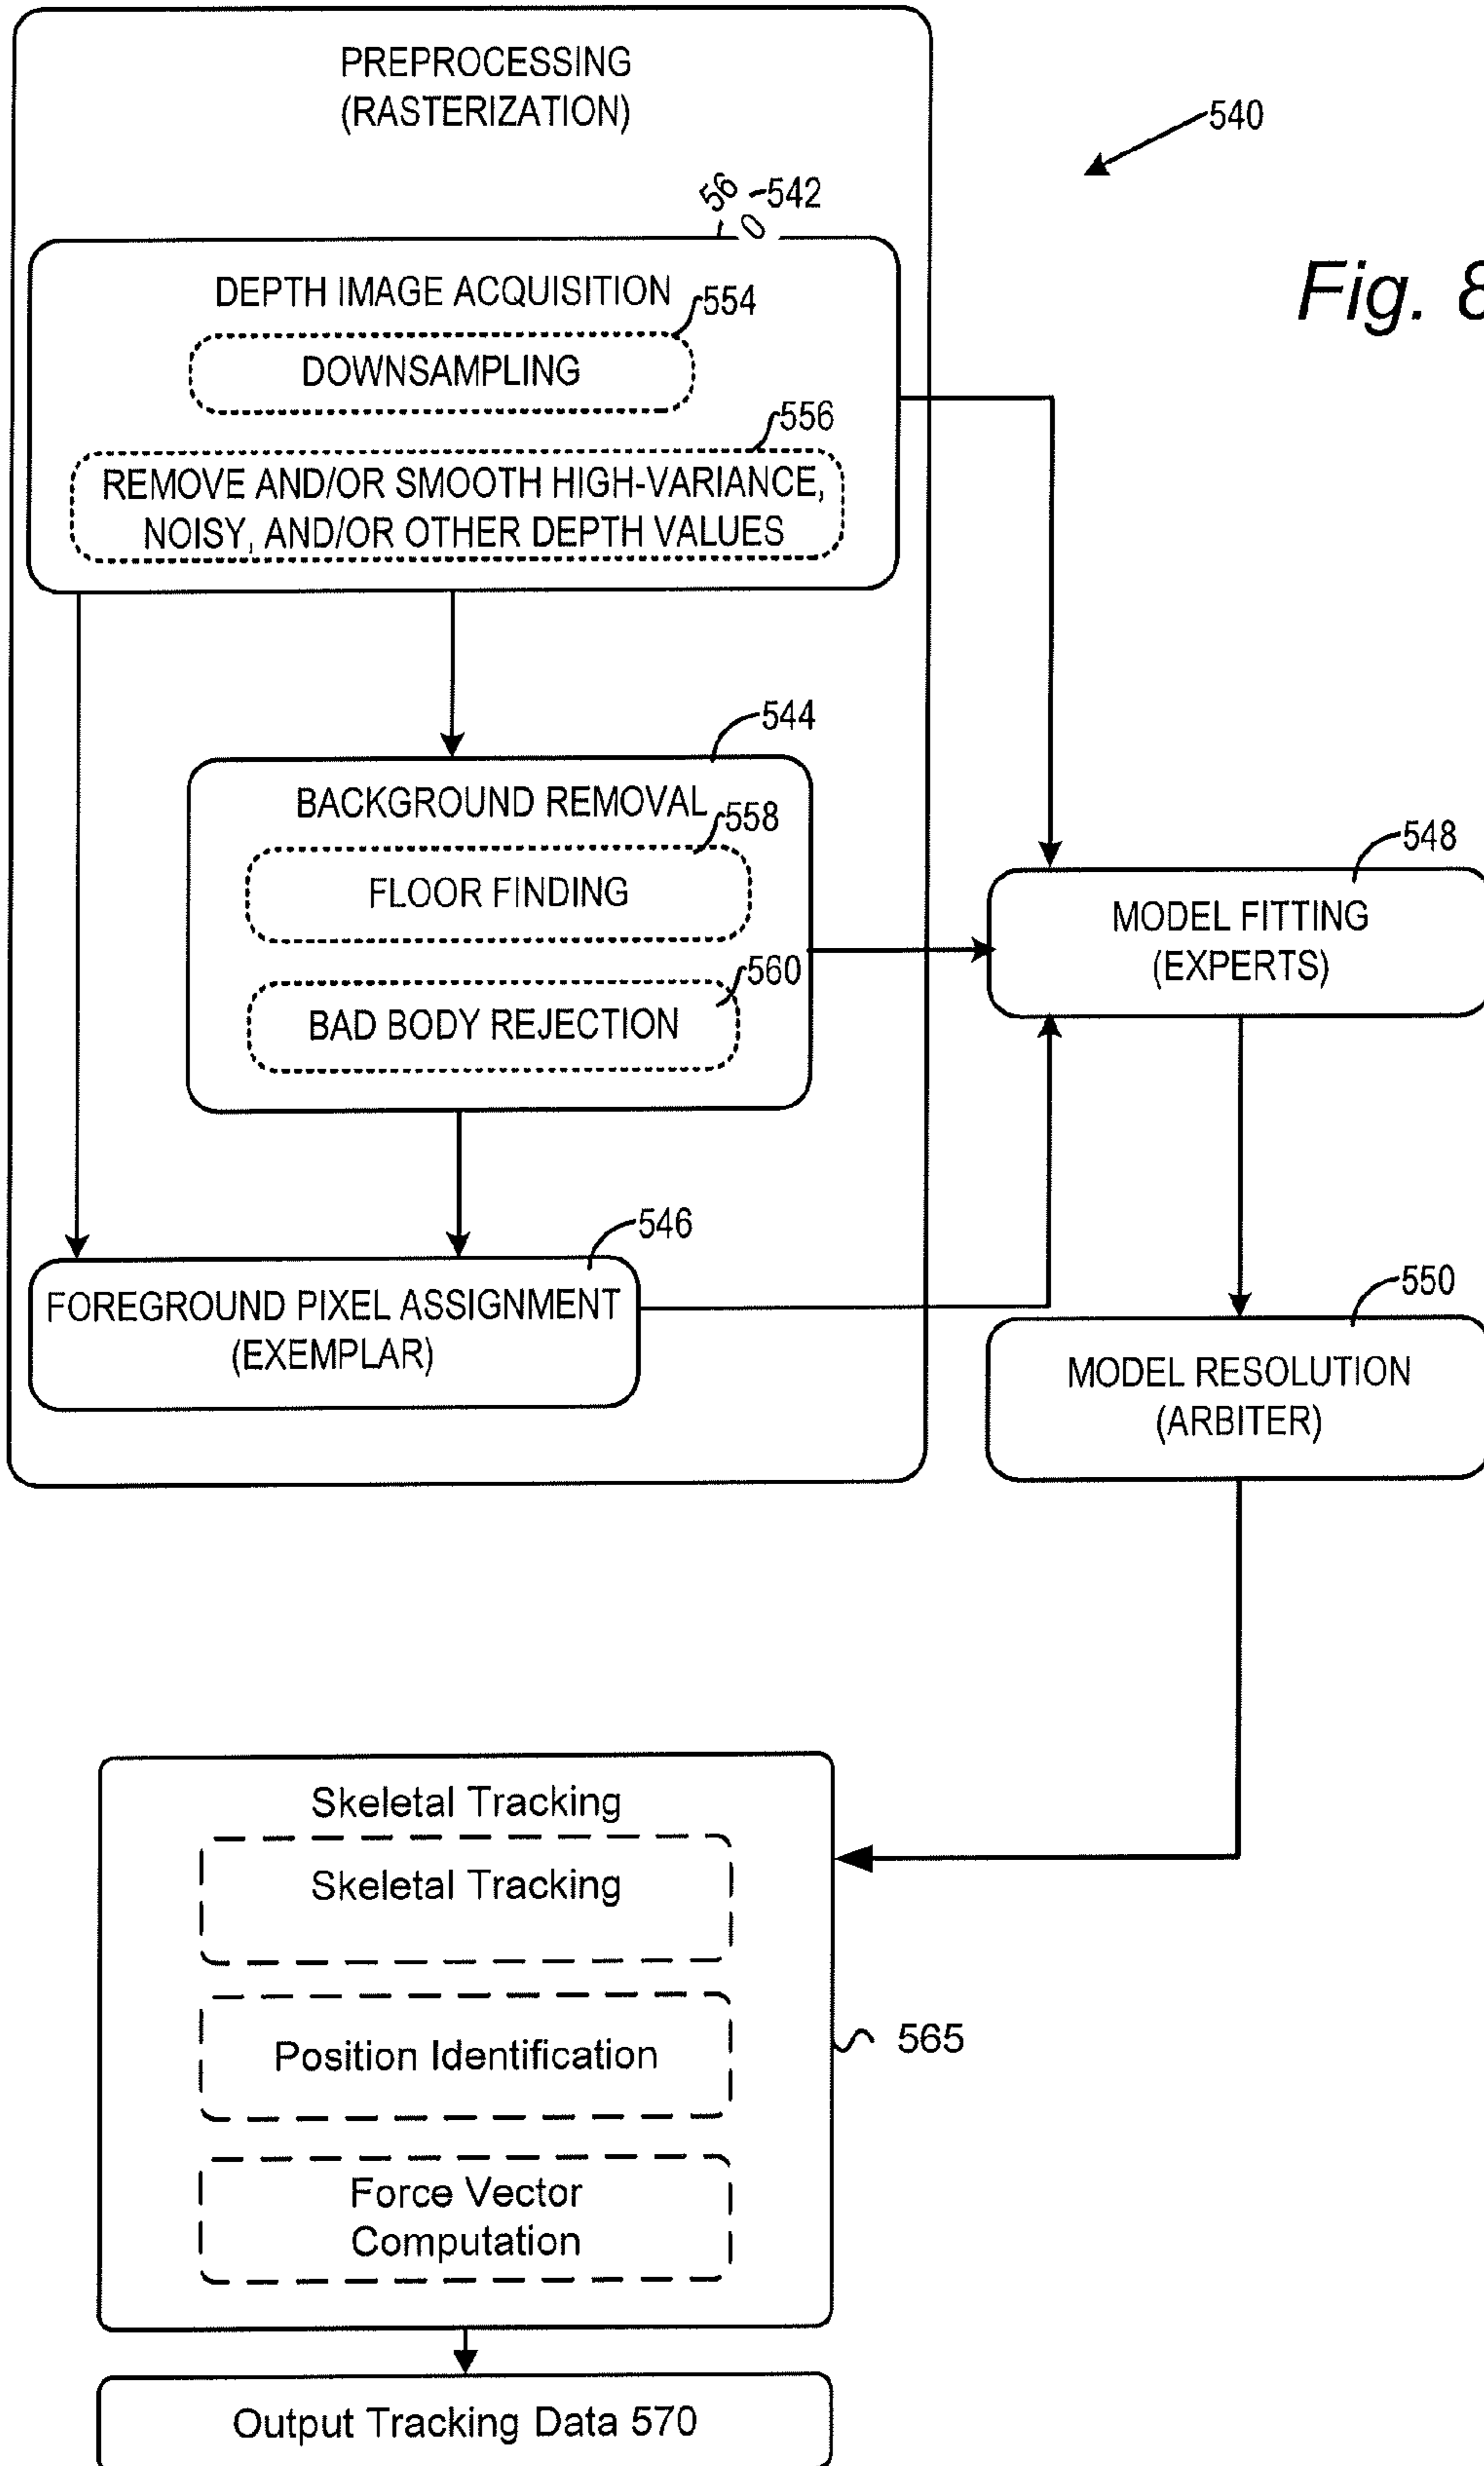 PREPROCESSING
(RASTERIZATION)
540
56
0
542
Fig. 8
DEPTH IMAGE ACQUISITION
554
DOWNSAMPLING
556
REMOVE AND/OR SMOOTH HIGH-VARIANCE,
NOISY, AND/OR OTHER DEPTH VALUES
544
BACKGROUND REMOVAL
558
FLOOR FINDING
548
MODEL FITTING
(EXPERTS)
560
BAD BODY REJECTION
546
FOREGROUND PIXEL ASSIGNMENT
(EXEMPLAR)
550
MODEL RESOLUTION
(ARBITER)
Skeletal Tracking
Skeletal Tracking
Position Identification
565
Force Vector
Computation
Output Tracking Data 570